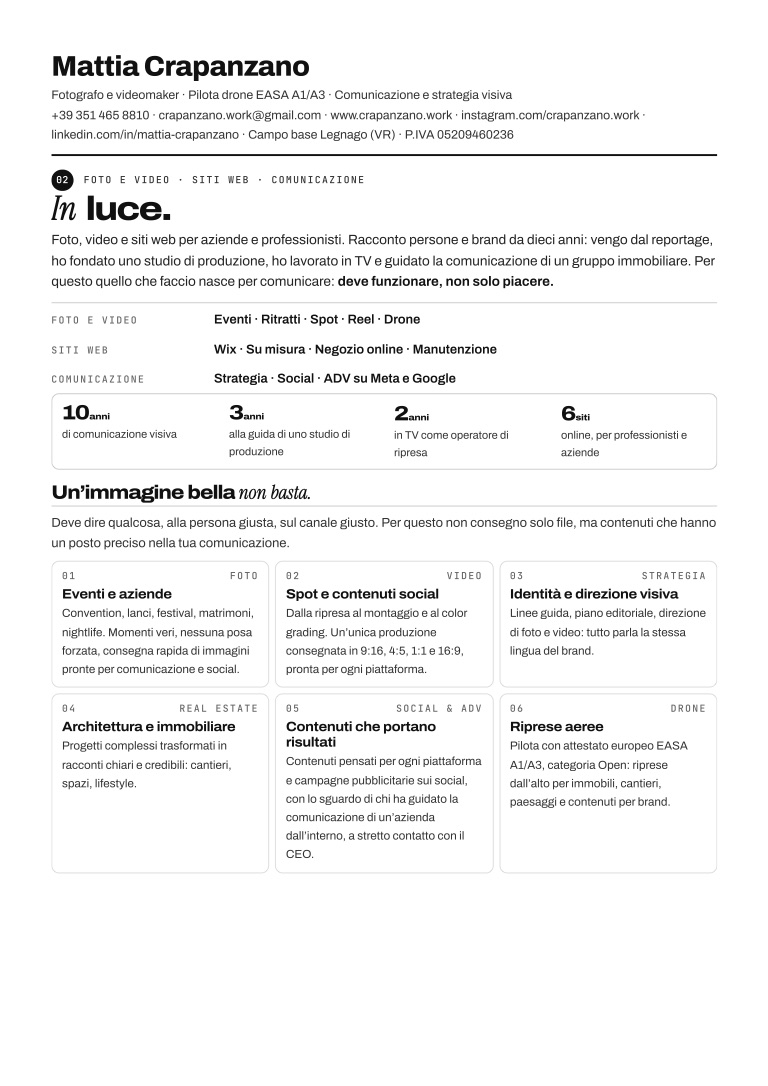 Mattia Crapanzano
Fotografo e videomaker · Pilota drone EASA A1/A3 · Comunicazione e strategia visiva
+39 351 465 8810 · crapanzano.work@gmail.com · www.crapanzano.work · instagram.com/crapanzano.work ·
linkedin.com/in/mattia-crapanzano · Campo base Legnago (VR) · P.IVA 05209460236
02 FOTO E VIDEO · SITI WEB · COMUNICAZIONE
In luce.
Foto, video e siti web per aziende e professionisti. Racconto persone e brand da dieci anni: vengo dal reportage,
ho fondato uno studio di produzione, ho lavorato in TV e guidato la comunicazione di un gruppo immobiliare. Per
questo quello che faccio nasce per comunicare: deve funzionare, non solo piacere.
FOTO E VIDEO Eventi · Ritratti · Spot · Reel · Drone
SITI WEB Wix · Su misura · Negozio online · Manutenzione
COMUNICAZIONE Strategia · Social · ADV su Meta e Google
10anni
di comunicazione visiva
3anni
alla guida di uno studio di
produzione
2anni
in TV come operatore di
ripresa
6siti
online, per professionisti e
aziende
Un’immagine bella non basta.
Deve dire qualcosa, alla persona giusta, sul canale giusto. Per questo non consegno solo file, ma contenuti che hanno
un posto preciso nella tua comunicazione.
01 FOTO
Eventi e aziende
Convention, lanci, festival, matrimoni,
nightlife. Momenti veri, nessuna posa
forzata, consegna rapida di immagini
pronte per comunicazione e social.
02 VIDEO
Spot e contenuti social
Dalla ripresa al montaggio e al color
grading. Un’unica produzione
consegnata in 9:16, 4:5, 1:1 e 16:9,
pronta per ogni piattaforma.
03 STRATEGIA
Identità e direzione visiva
Linee guida, piano editoriale, direzione
di foto e video: tutto parla la stessa
lingua del brand.
04 REAL ESTATE
Architettura e immobiliare
Progetti complessi trasformati in
racconti chiari e credibili: cantieri,
spazi, lifestyle.
05 SOCIAL & ADV
Contenuti che portano
risultati
Contenuti pensati per ogni piattaforma
e campagne pubblicitarie sui social,
con lo sguardo di chi ha guidato la
comunicazione di un’azienda
dall’interno, a stretto contatto con il
CEO.
06 DRONE
Riprese aeree
Pilota con attestato europeo EASA
A1/A3, categoria Open: riprese
dall’alto per immobili, cantieri,
paesaggi e contenuti per brand.